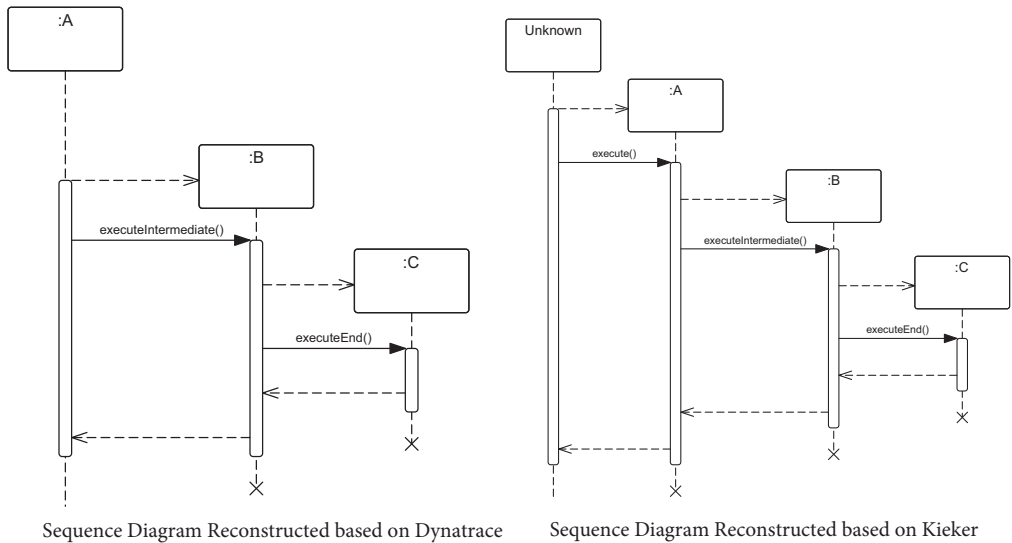 :A
:B
executeIntermediate()
:C
executeEnd()
Sequence Diagram Reconstructed based on Dynatrace
Unknown
:A
execute()
:B
executeIntermediate()
:C
executeEnd()
Sequence Diagram Reconstructed based on Kieker